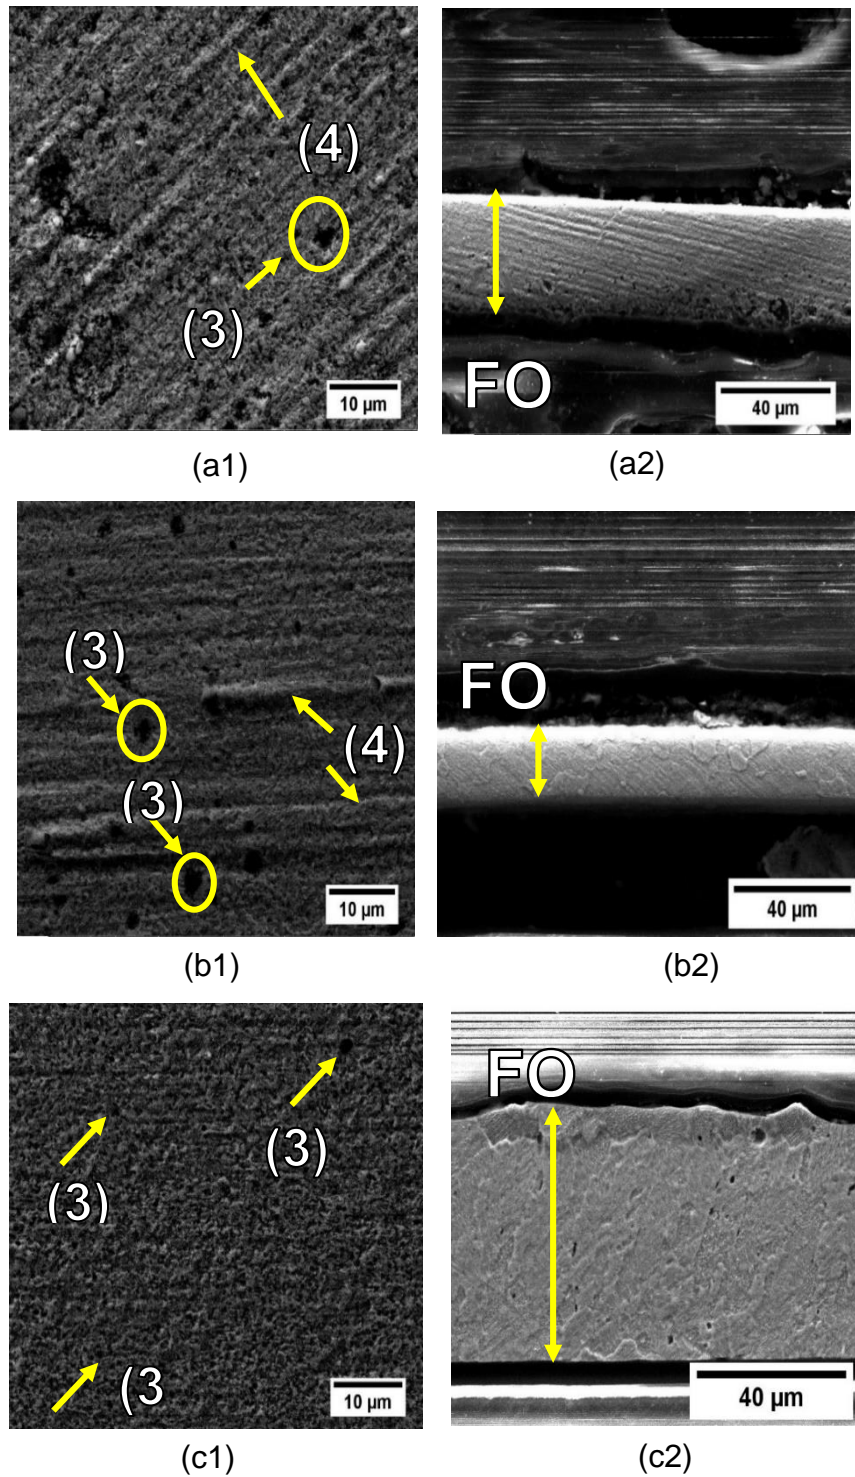 (4)
(3)
10 µm
FO
40 µm
(a1)
(a2)
(3)
(4)
(3)
10 µm
FO
40 µm
(b1)
(b2)
(3)
(3)
(3
10 µm
FO
40 µm
(c1)
(c2)